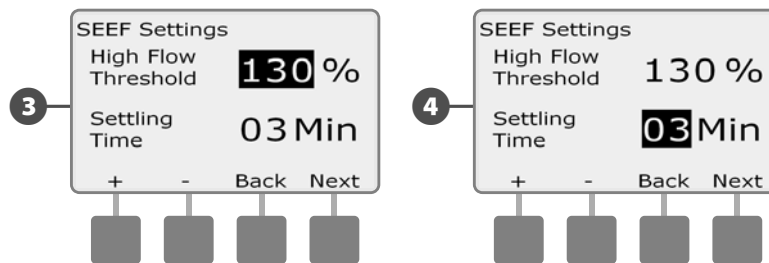 3
SEEF Settings
High Flow
Threshold
130 %
Settling
Time
03 Min
+ - Back Next
4
SEEF Settings
High Flow
Threshold
130 %
Settling
Time
03 Min
+ - Back Next